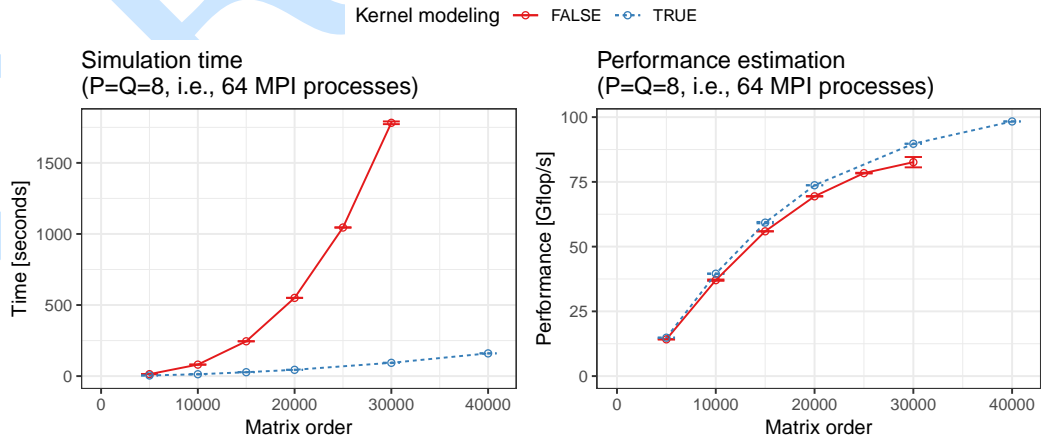 Kernel modeling FALSE TRUE
Simulation time
(P=Q=8, i.e., 64 MPI processes)
Time [seconds]
1500
1000
500
0
0 10000 20000 30000 40000
Matrix order
Performance estimation
(P=Q=8, i.e., 64 MPI processes)
Performance [Gflop/s]
100
75
50
25
0
0 10000 20000 30000 40000
Matrix order